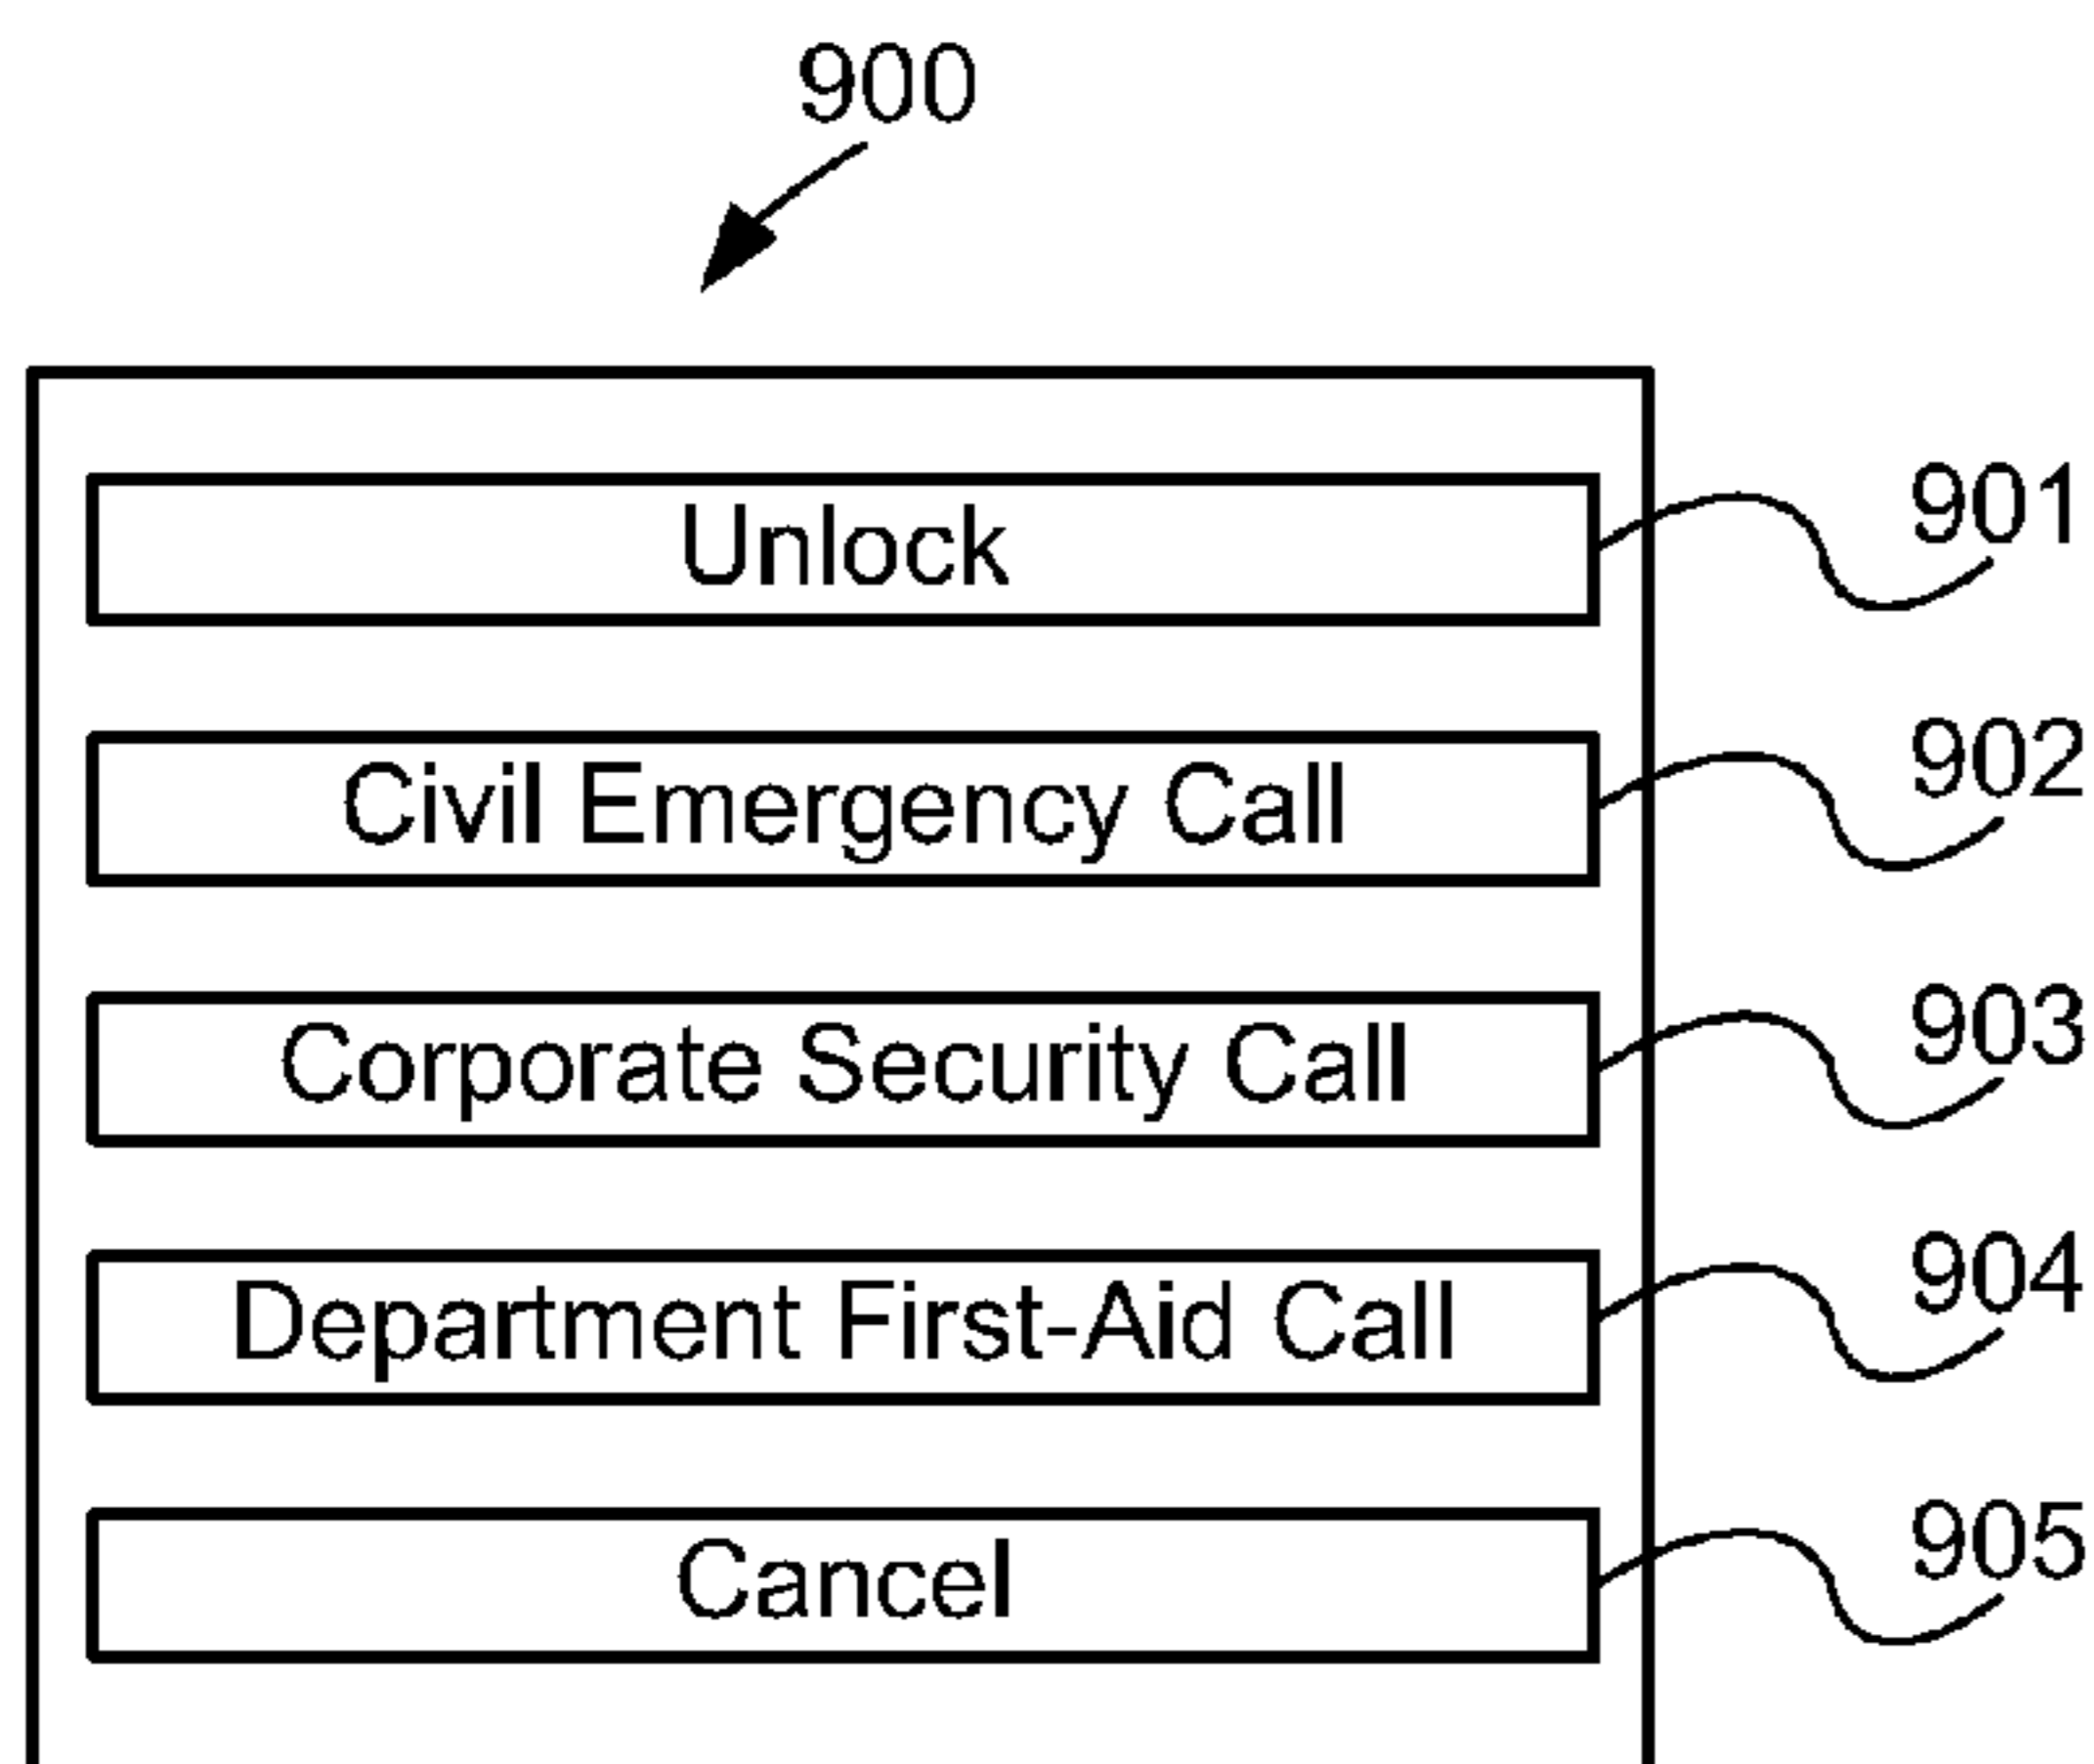 900
Unlock 901
Civil Emergency Call 902
Corporate Security Call 903
Department First-Aid Call 904
Cancel 905